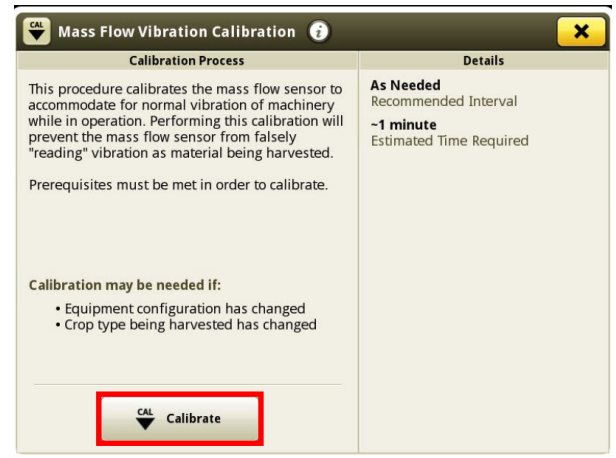 CAL
Mass Flow Vibration Calibration i
Calibration Process
This procedure calibrates the mass flow sensor to
accommodate for normal vibration of machinery
while in operation. Performing this calibration will
prevent the mass flow sensor from falsely
"reading" vibration as material being harvested.
Prerequisites must be met in order to calibrate.
Calibration may be needed if:
• Equipment configuration has changed
• Crop type being harvested has changed
CAL
Calibrate
Details
As Needed
Recommended Interval
~1 minute
Estimated Time Required